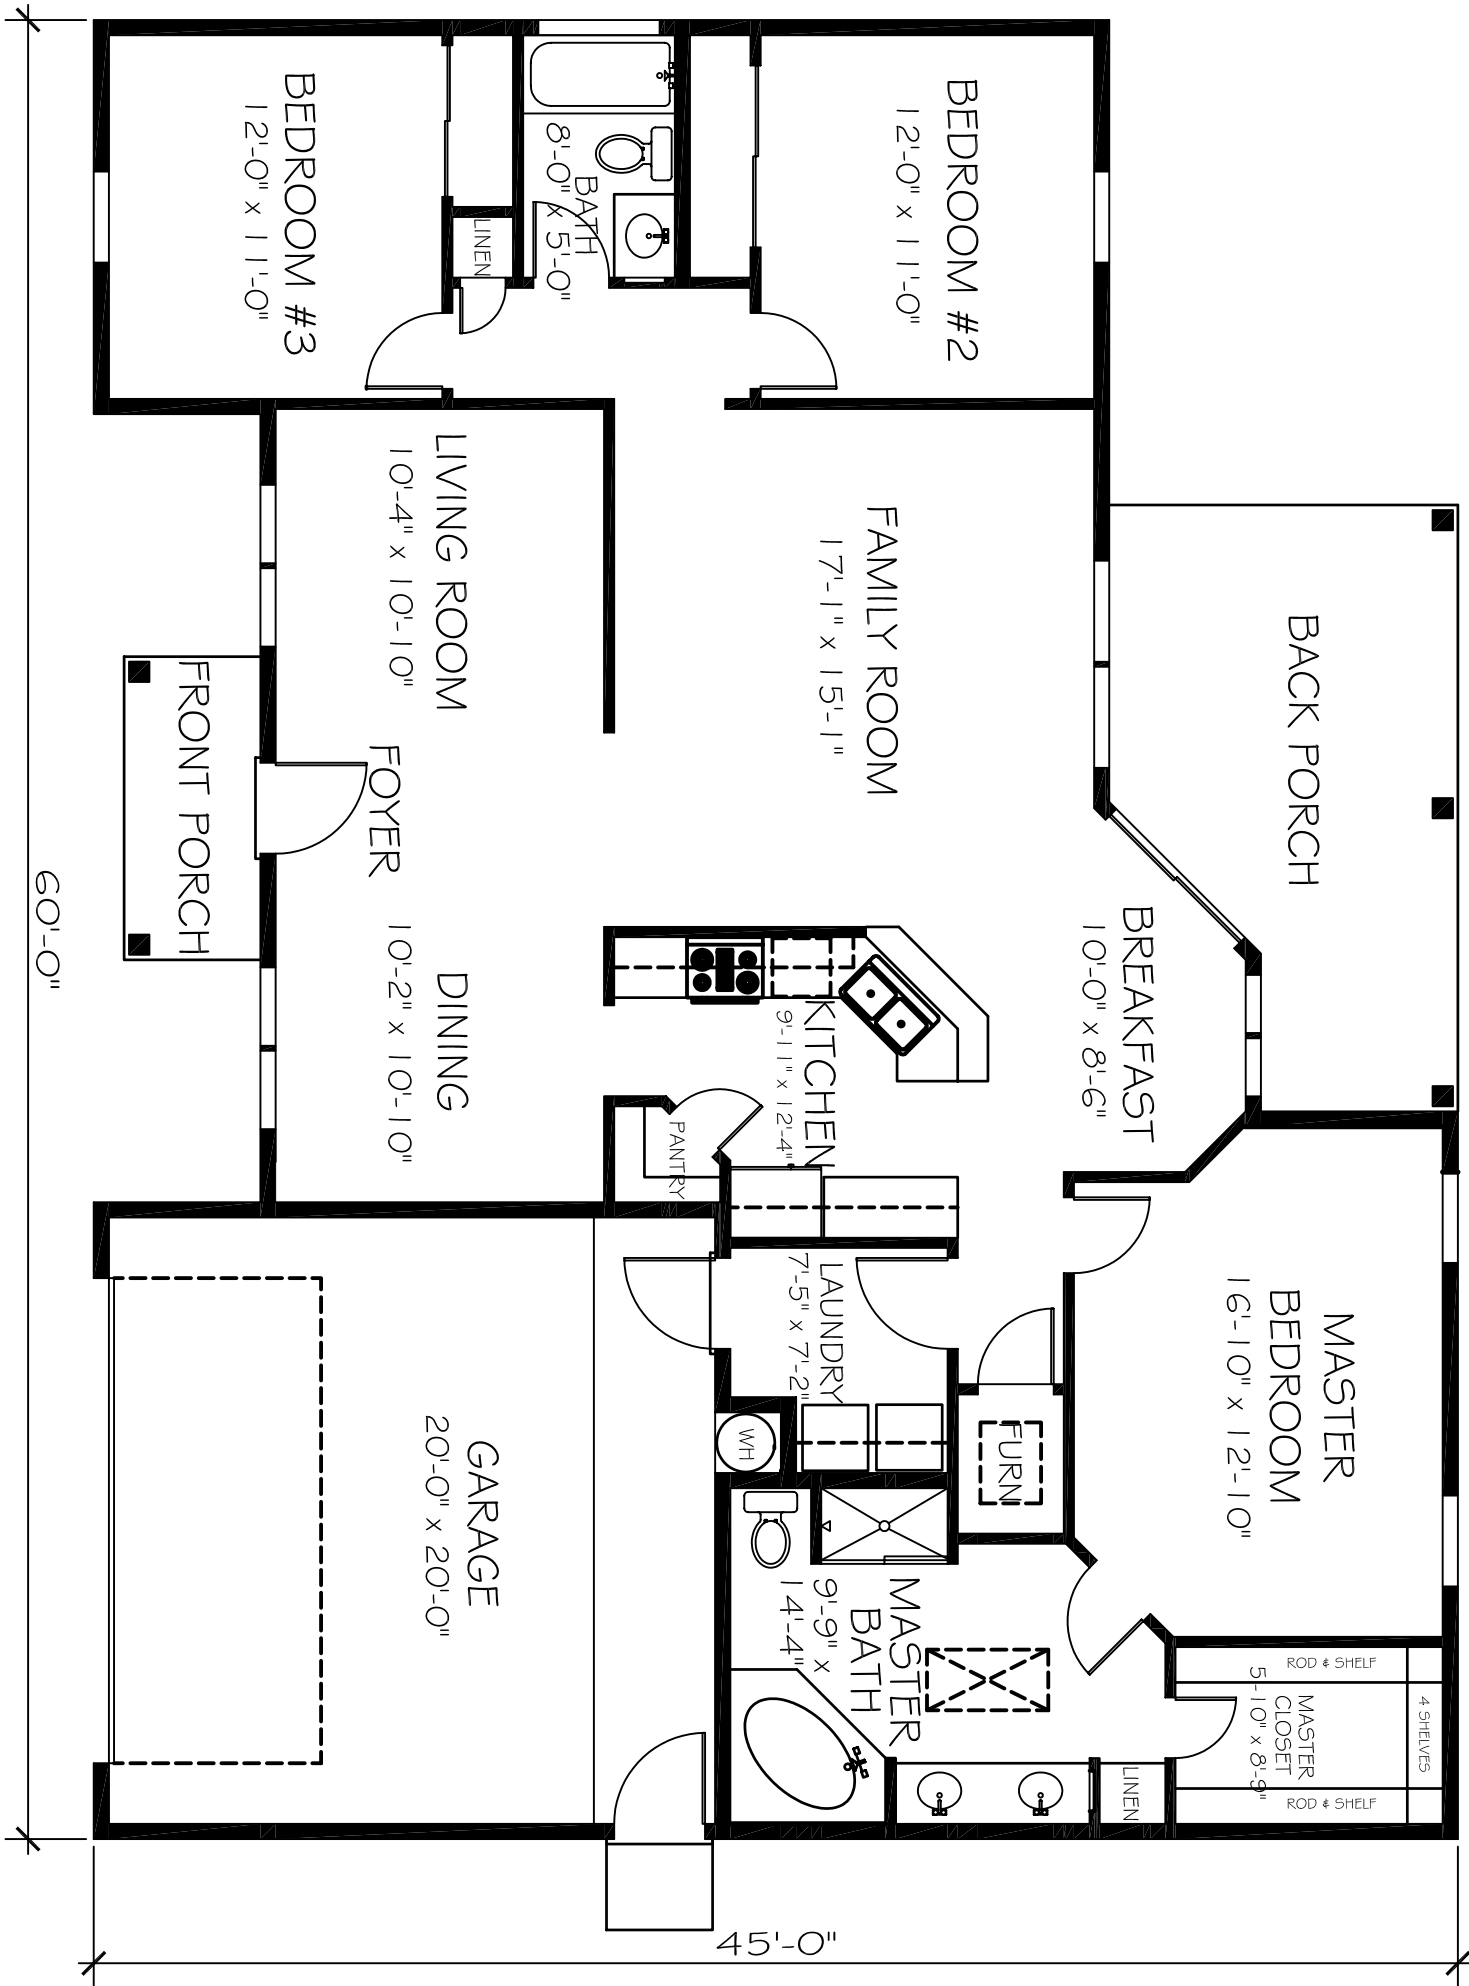 BEDROOM #3
12'-0" x 11'-0"
LINEN
BATH
8'-0" x 5'-0"
BEDROOM #2
12'-0" x 11'-0"
LIVING ROOM
10'-4" x 10'-10"
FAMILY ROOM
17'-1" x 15'-1"
BACK PORCH
FRONT PORCH
FOYER
DINING
10'-2" x 10'-10"
KITCHEN
9'-11" x 12'-4"
BREAKFAST
10'-0" x 8'-6"
PANTRY
LAUNDRY
7'-5" x 7'-2"
WH
FURN
MASTER
BEDROOM
16'-10" x 12'-10"
GARAGE
20'-0" x 20'-0"
MASTER
BATH
9'-9" x
14'-4"
ROD & SHELF
4 SHELVES
MASTER
CLOSET
5'-10" x 8'-9"
ROD & SHELF
LINEN
60'-0"
45'-0"